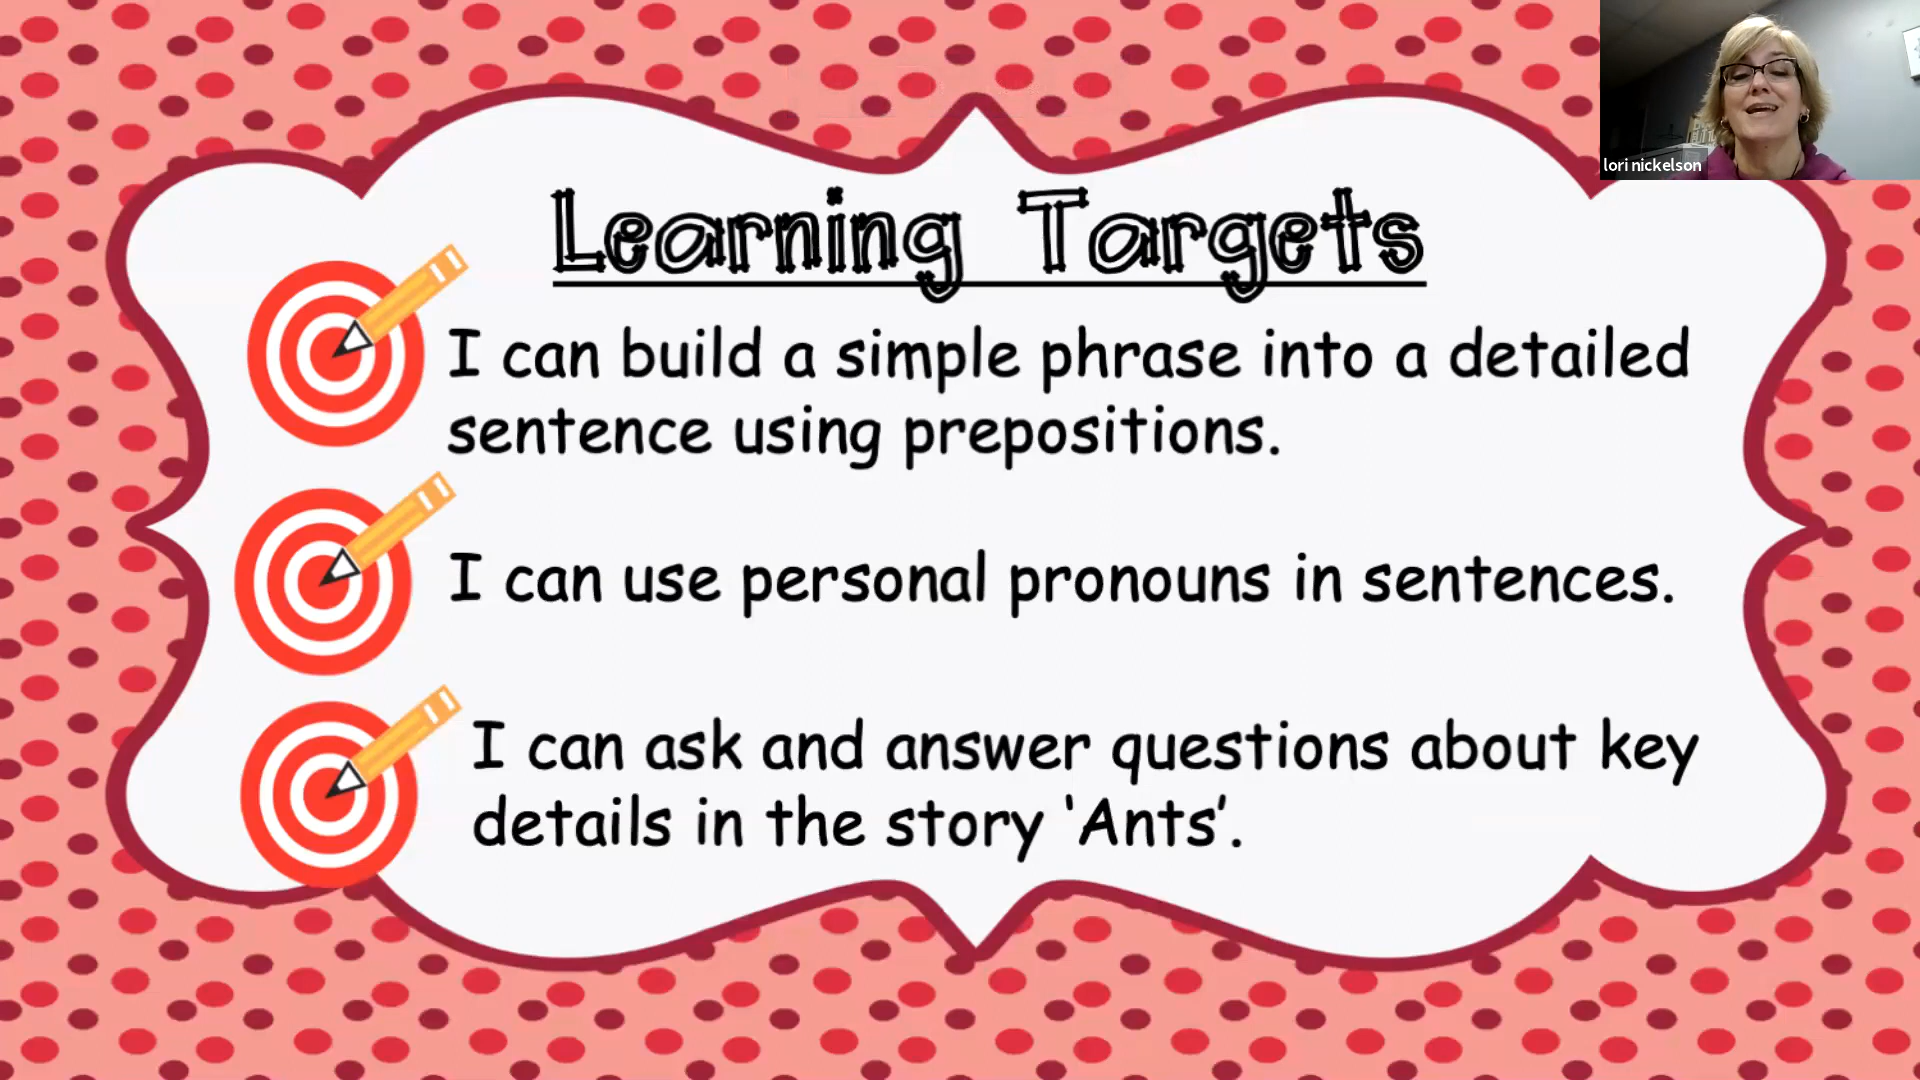 lori nickelson
Learning Targets
I can build a simple phrase into a detailed
sentence using prepositions.
I can use personal pronouns in sentences.
I can ask and answer questions about key
details in the story ‘Ants’.